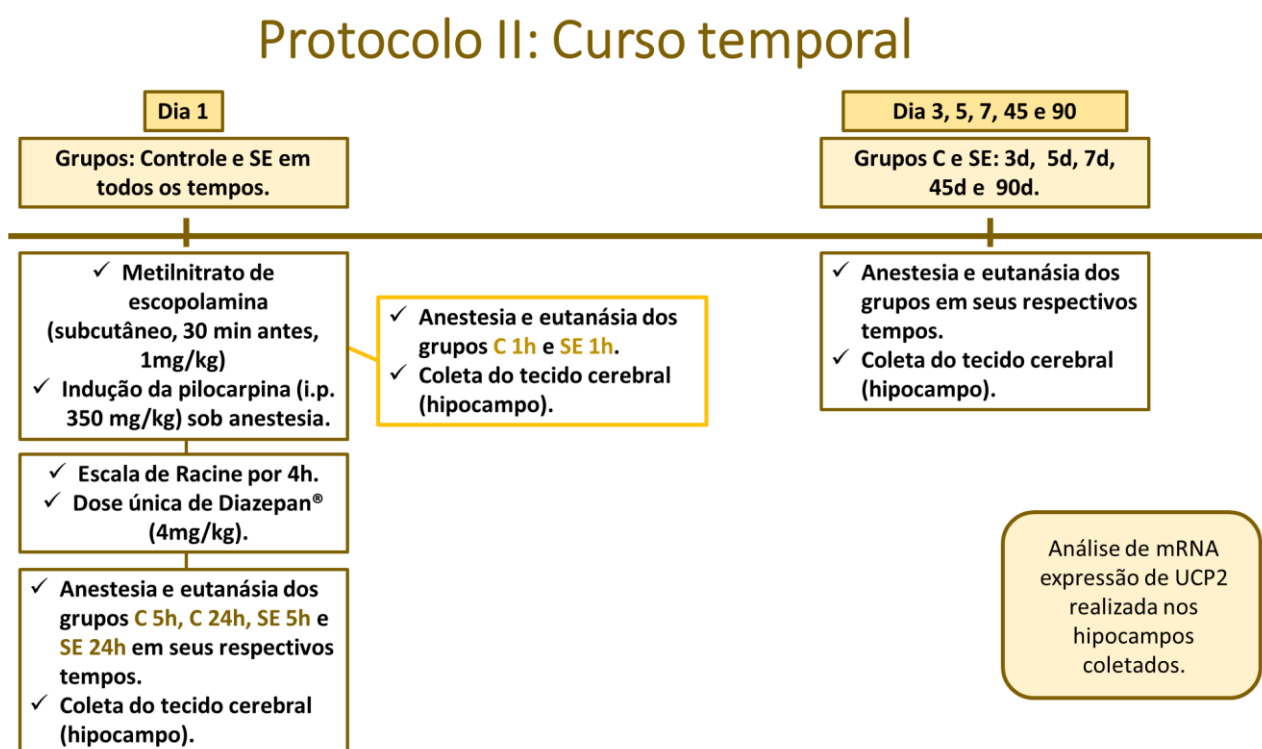 Protocolo II: Curso temporal
Dia 1
Grupos: Controle e SE em
todos os tempos.
✓ Metilnitrato de
escopolamina
(subcutâneo, 30 min antes,
1mg/kg)
✓ Indução da pilocarpina (i.p.
350 mg/kg) sob anestesia.
✓ Anestesia e eutanásia dos
grupos C 1h e SE 1h.
✓ Coleta do tecido cerebral
(hipocampo).
✓ Escala de Racine por 4h.
✓ Dose única de Diazepan®
(4mg/kg).
✓ Anestesia e eutanásia dos
grupos C 5h, C 24h, SE 5h e
SE 24h em seus respectivos
tempos.
✓ Coleta do tecido cerebral
(hipocampo).
Dia 3, 5, 7, 45 e 90
Grupos C e SE: 3d, 5d, 7d,
45d e 90d.
✓ Anestesia e eutanásia dos
grupos em seus respectivos
tempos.
✓ Coleta do tecido cerebral
(hipocampo).
Análise de mRNA
expressão de UCP2
realizada nos
hipocampos
coletados.